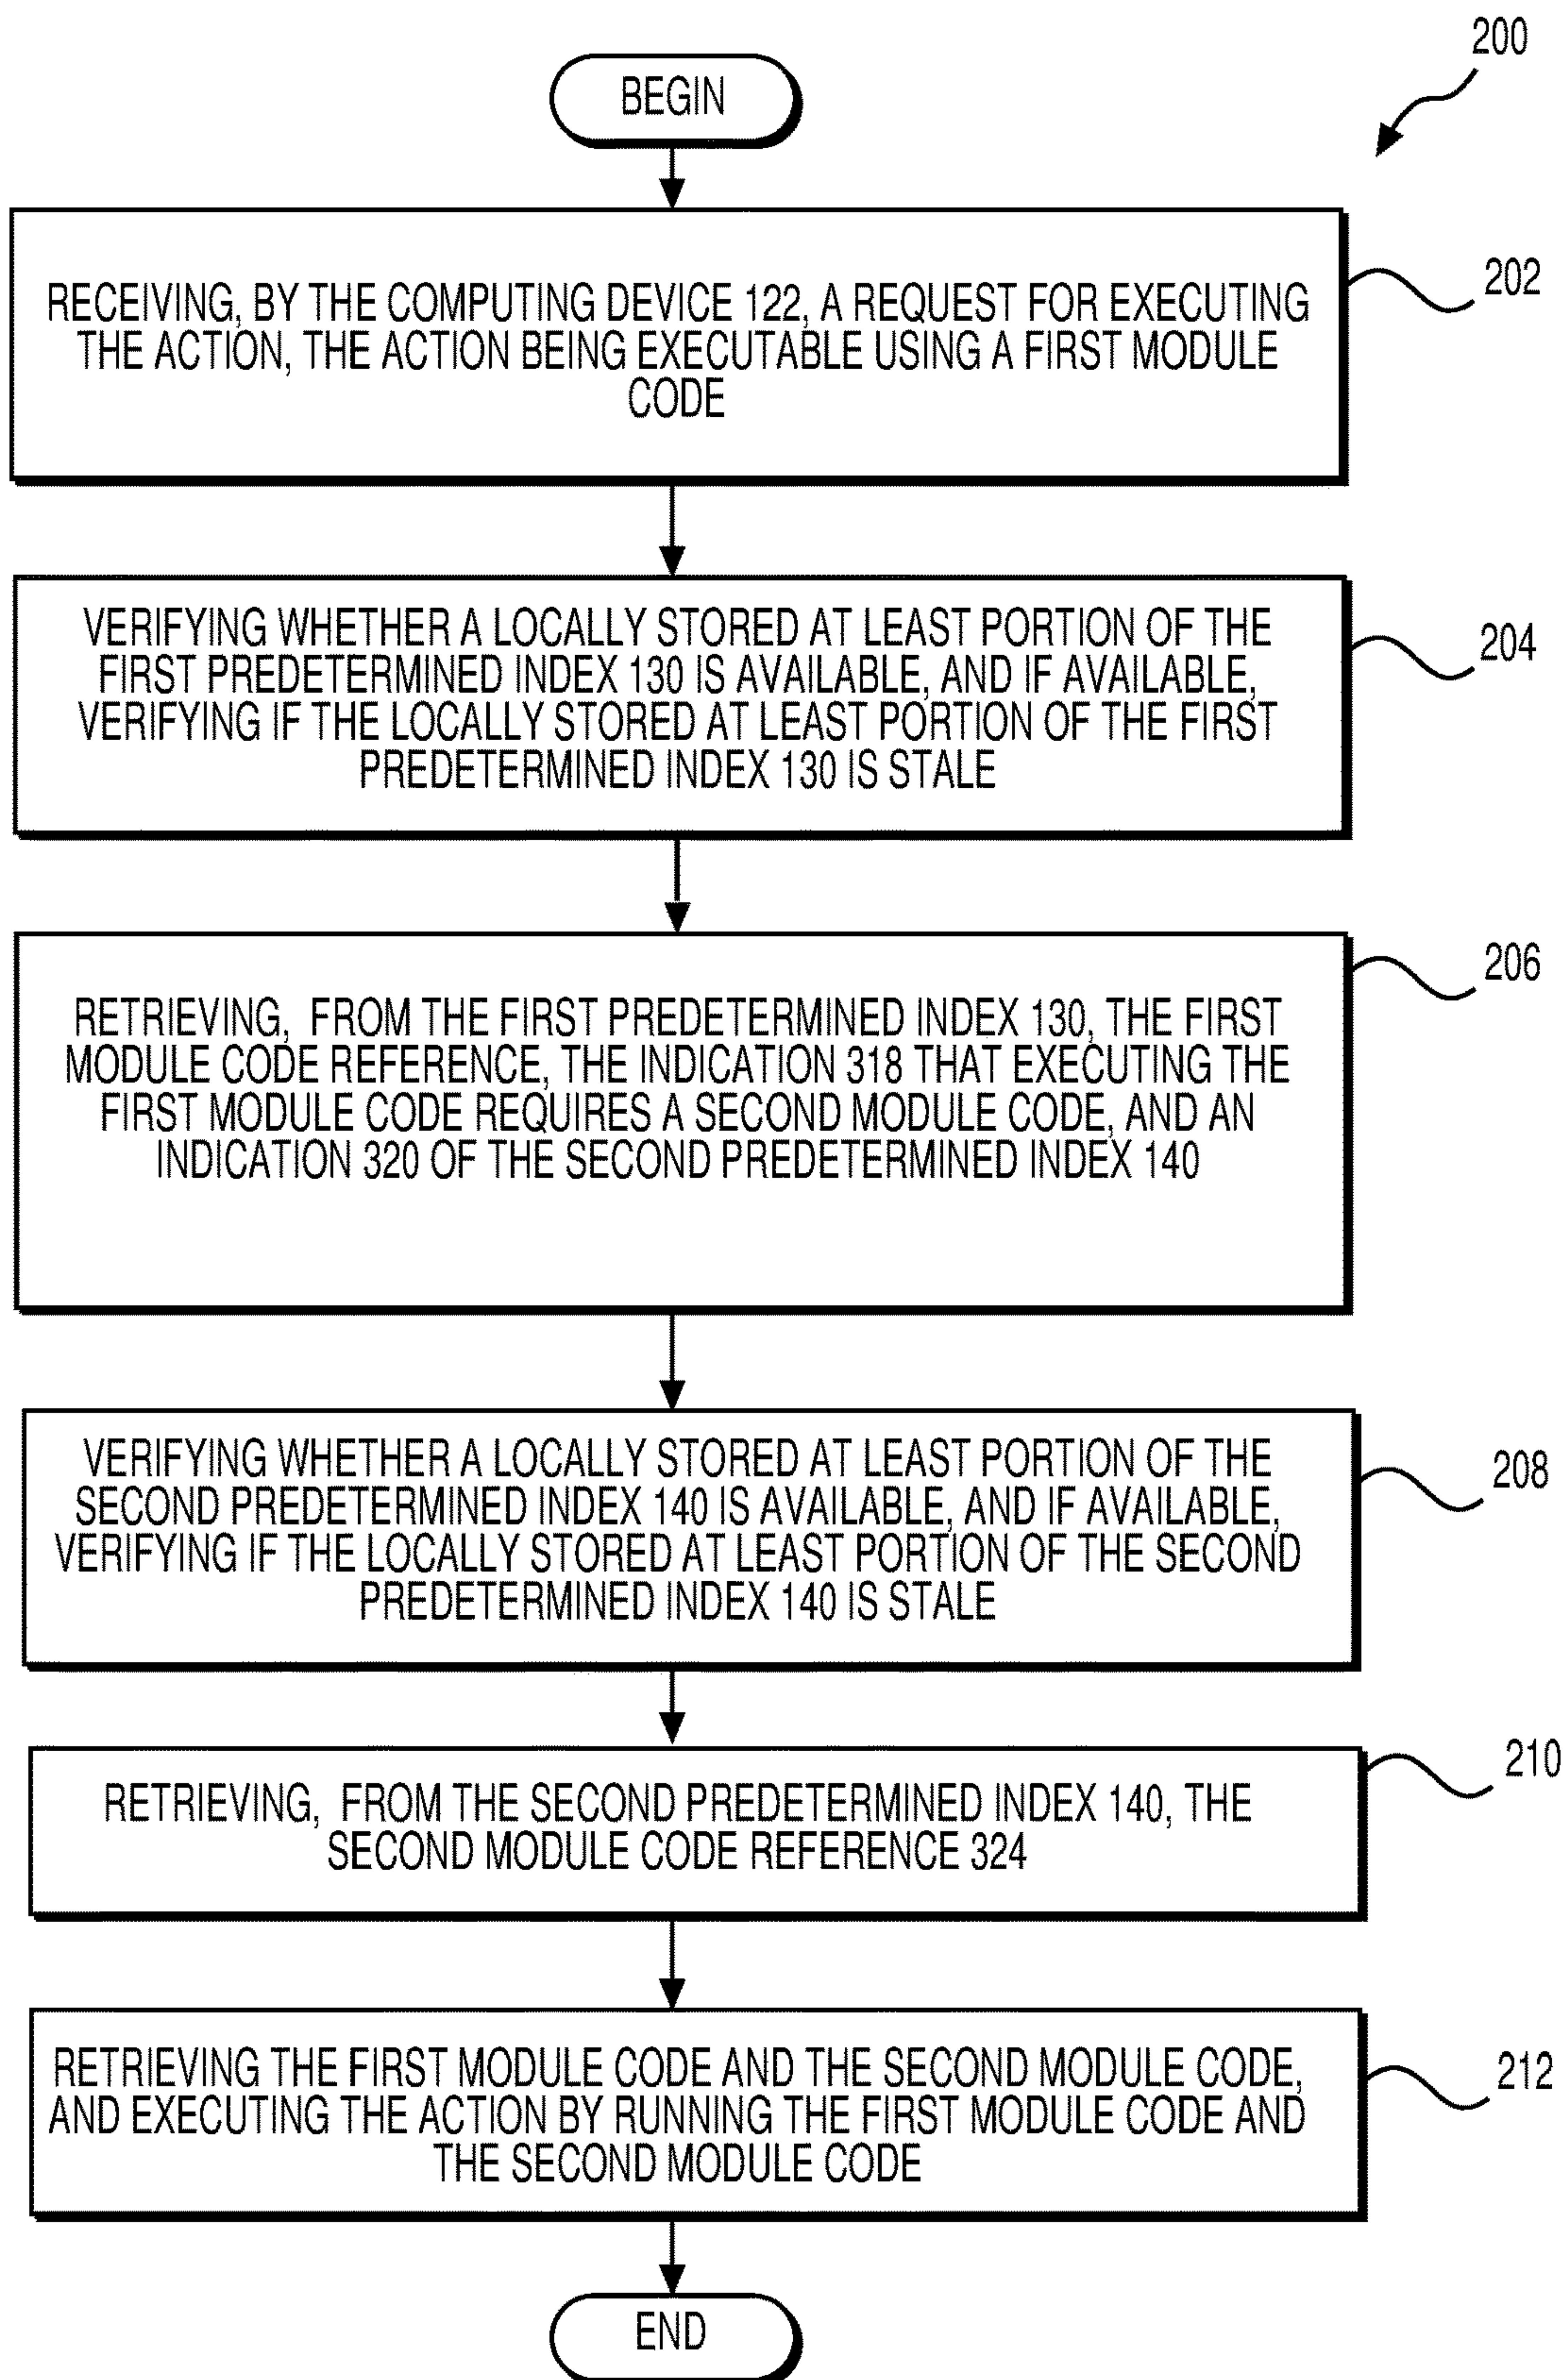 200
BEGIN
RECEIVING, BY THE COMPUTING DEVICE 122, A REQUEST FOR EXECUTING
THE ACTION, THE ACTION BEING EXECUTABLE USING A FIRST MODULE
CODE
202
VERIFYING WHETHER A LOCALLY STORED AT LEAST PORTION OF THE
FIRST PREDETERMINED INDEX 130 IS AVAILABLE, AND IF AVAILABLE,
VERIFYING IF THE LOCALLY STORED AT LEAST PORTION OF THE FIRST
PREDETERMINED INDEX 130 IS STALE
204
RETRIEVING, FROM THE FIRST PREDETERMINED INDEX 130, THE FIRST
MODULE CODE REFERENCE, THE INDICATION 318 THAT EXECUTING THE
FIRST MODULE CODE REQUIRES A SECOND MODULE CODE, AND AN
INDICATION 320 OF THE SECOND PREDETERMINED INDEX 140
206
VERIFYING WHETHER A LOCALLY STORED AT LEAST PORTION OF THE
SECOND PREDETERMINED INDEX 140 IS AVAILABLE, AND IF AVAILABLE,
VERIFYING IF THE LOCALLY STORED AT LEAST PORTION OF THE SECOND
PREDETERMINED INDEX 140 IS STALE
208
RETRIEVING, FROM THE SECOND PREDETERMINED INDEX 140, THE
SECOND MODULE CODE REFERENCE 324
210
RETRIEVING THE FIRST MODULE CODE AND THE SECOND MODULE CODE,
AND EXECUTING THE ACTION BY RUNNING THE FIRST MODULE CODE AND
THE SECOND MODULE CODE
212
END